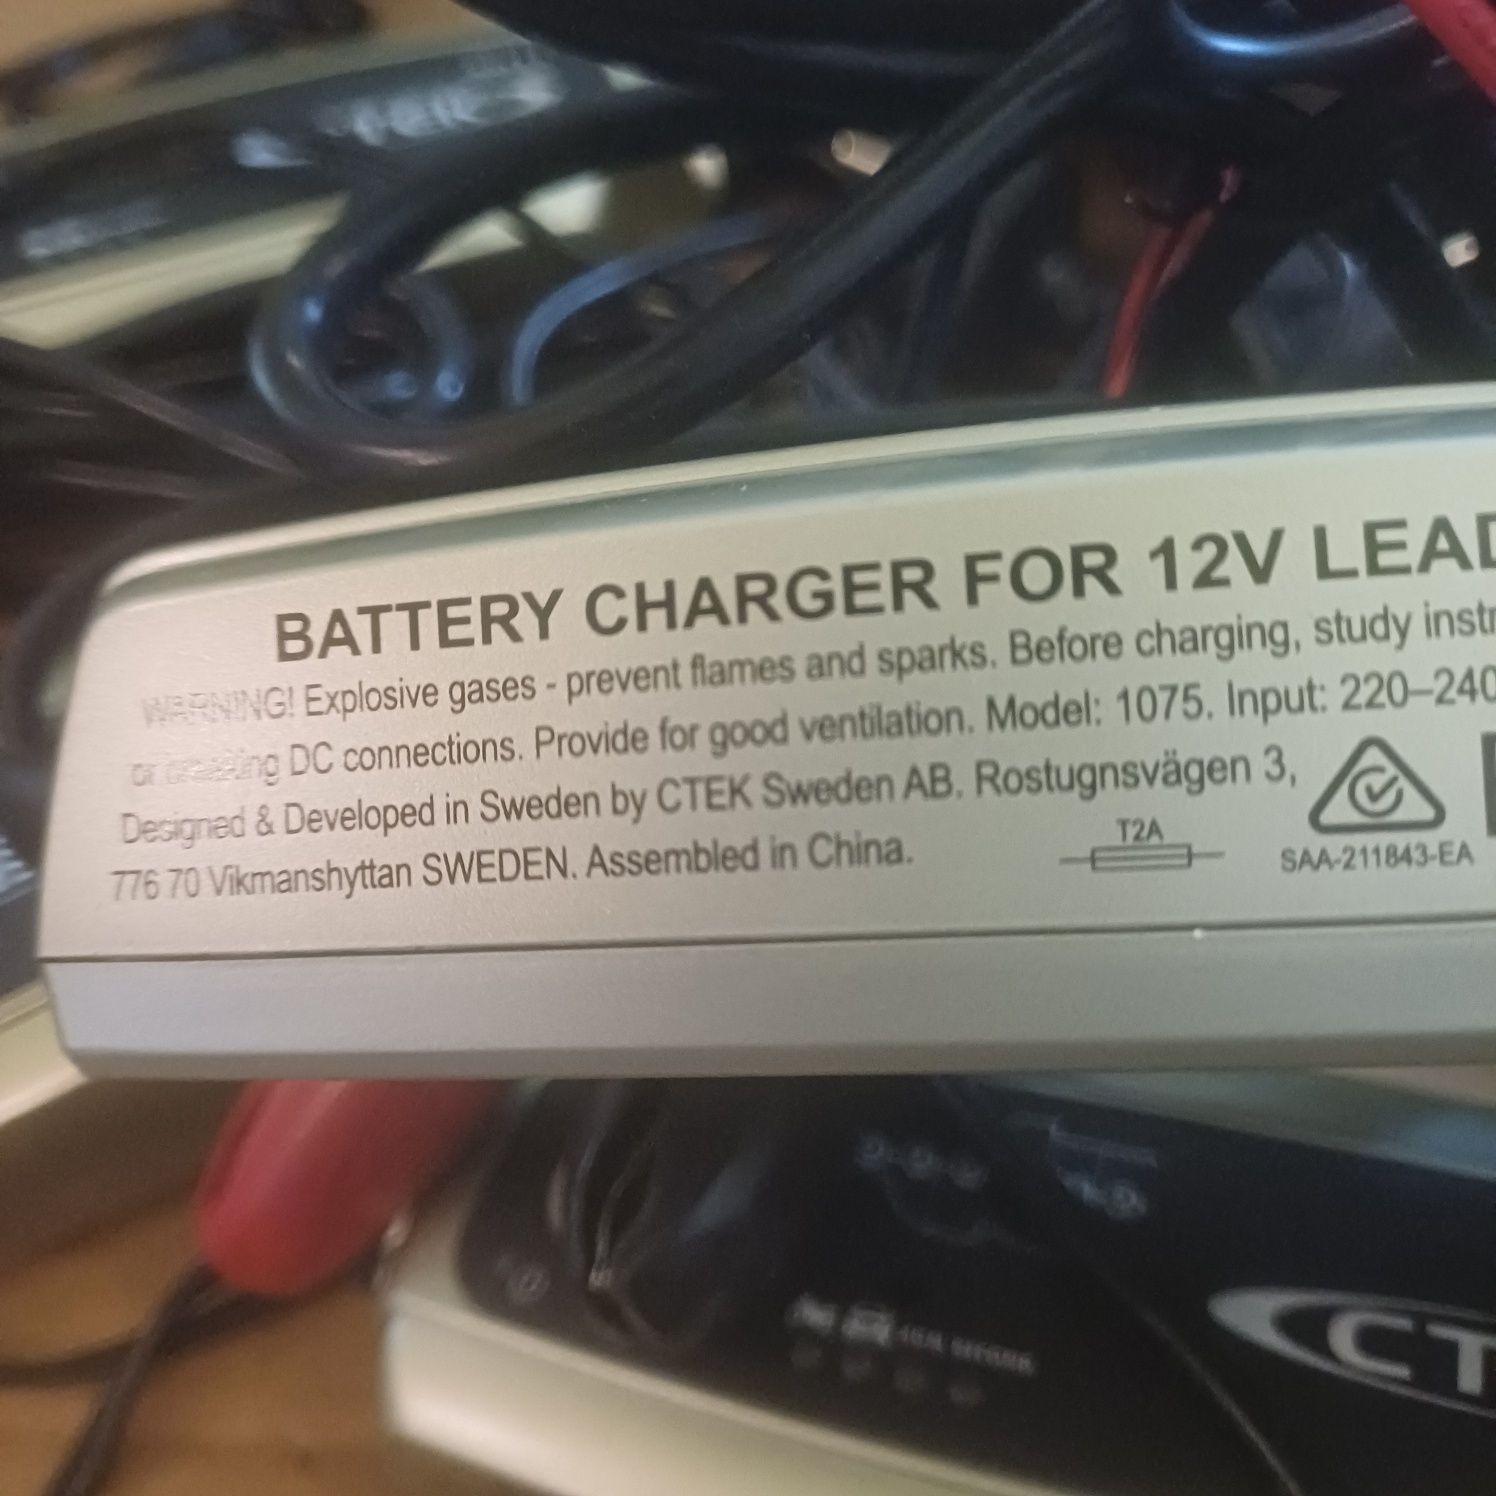 BATTERY CHARGER FOR 12V LEAD
WARNING! Explosive gases - prevent flames and sparks. Before charging, study instr
or DC connections. Provide for good ventilation. Model: 1075. Input: 220–240
Designed & Developed in Sweden by CTEK Sweden AB. Rostugnsvägen 3,
776 70 Vikmanshyttan SWEDEN. Assembled in China.
T2A
SAA-211843-EA
CT